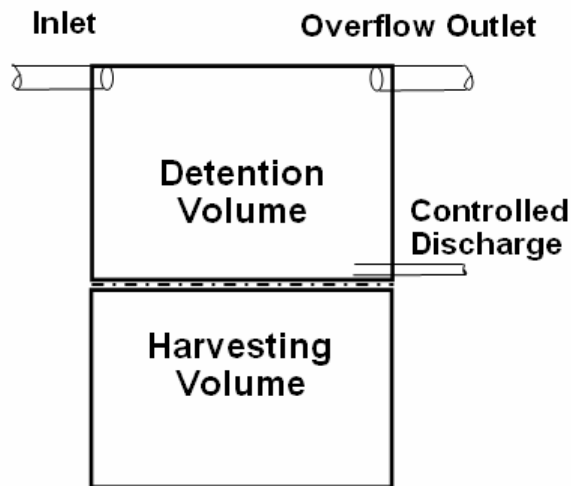 Inlet
Overflow Outlet
Detention
Volume
Controlled
Discharge
Harvesting
Volume